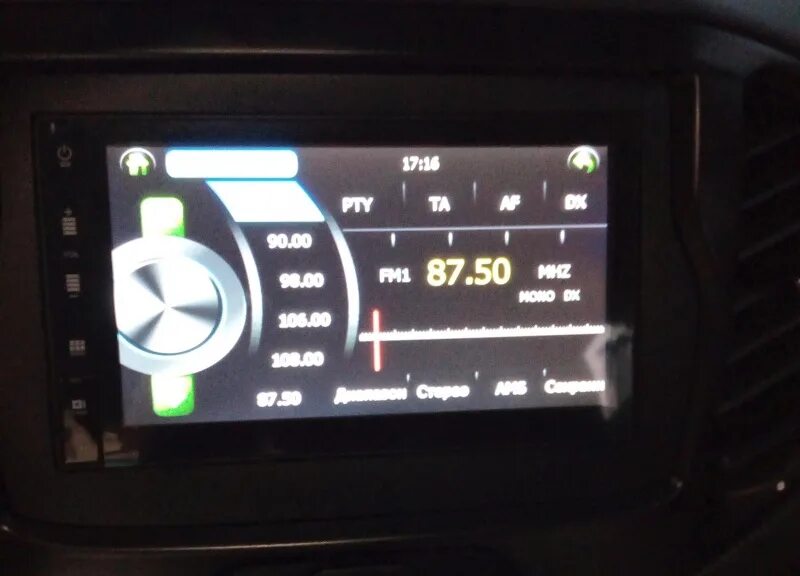 17:16
PTY TA AF DX
90.00
98.00
106.00
108.00
87.50
FM1 87.50 MHZ
MONO DX
Диапазон Стерео АМБ Сохрани